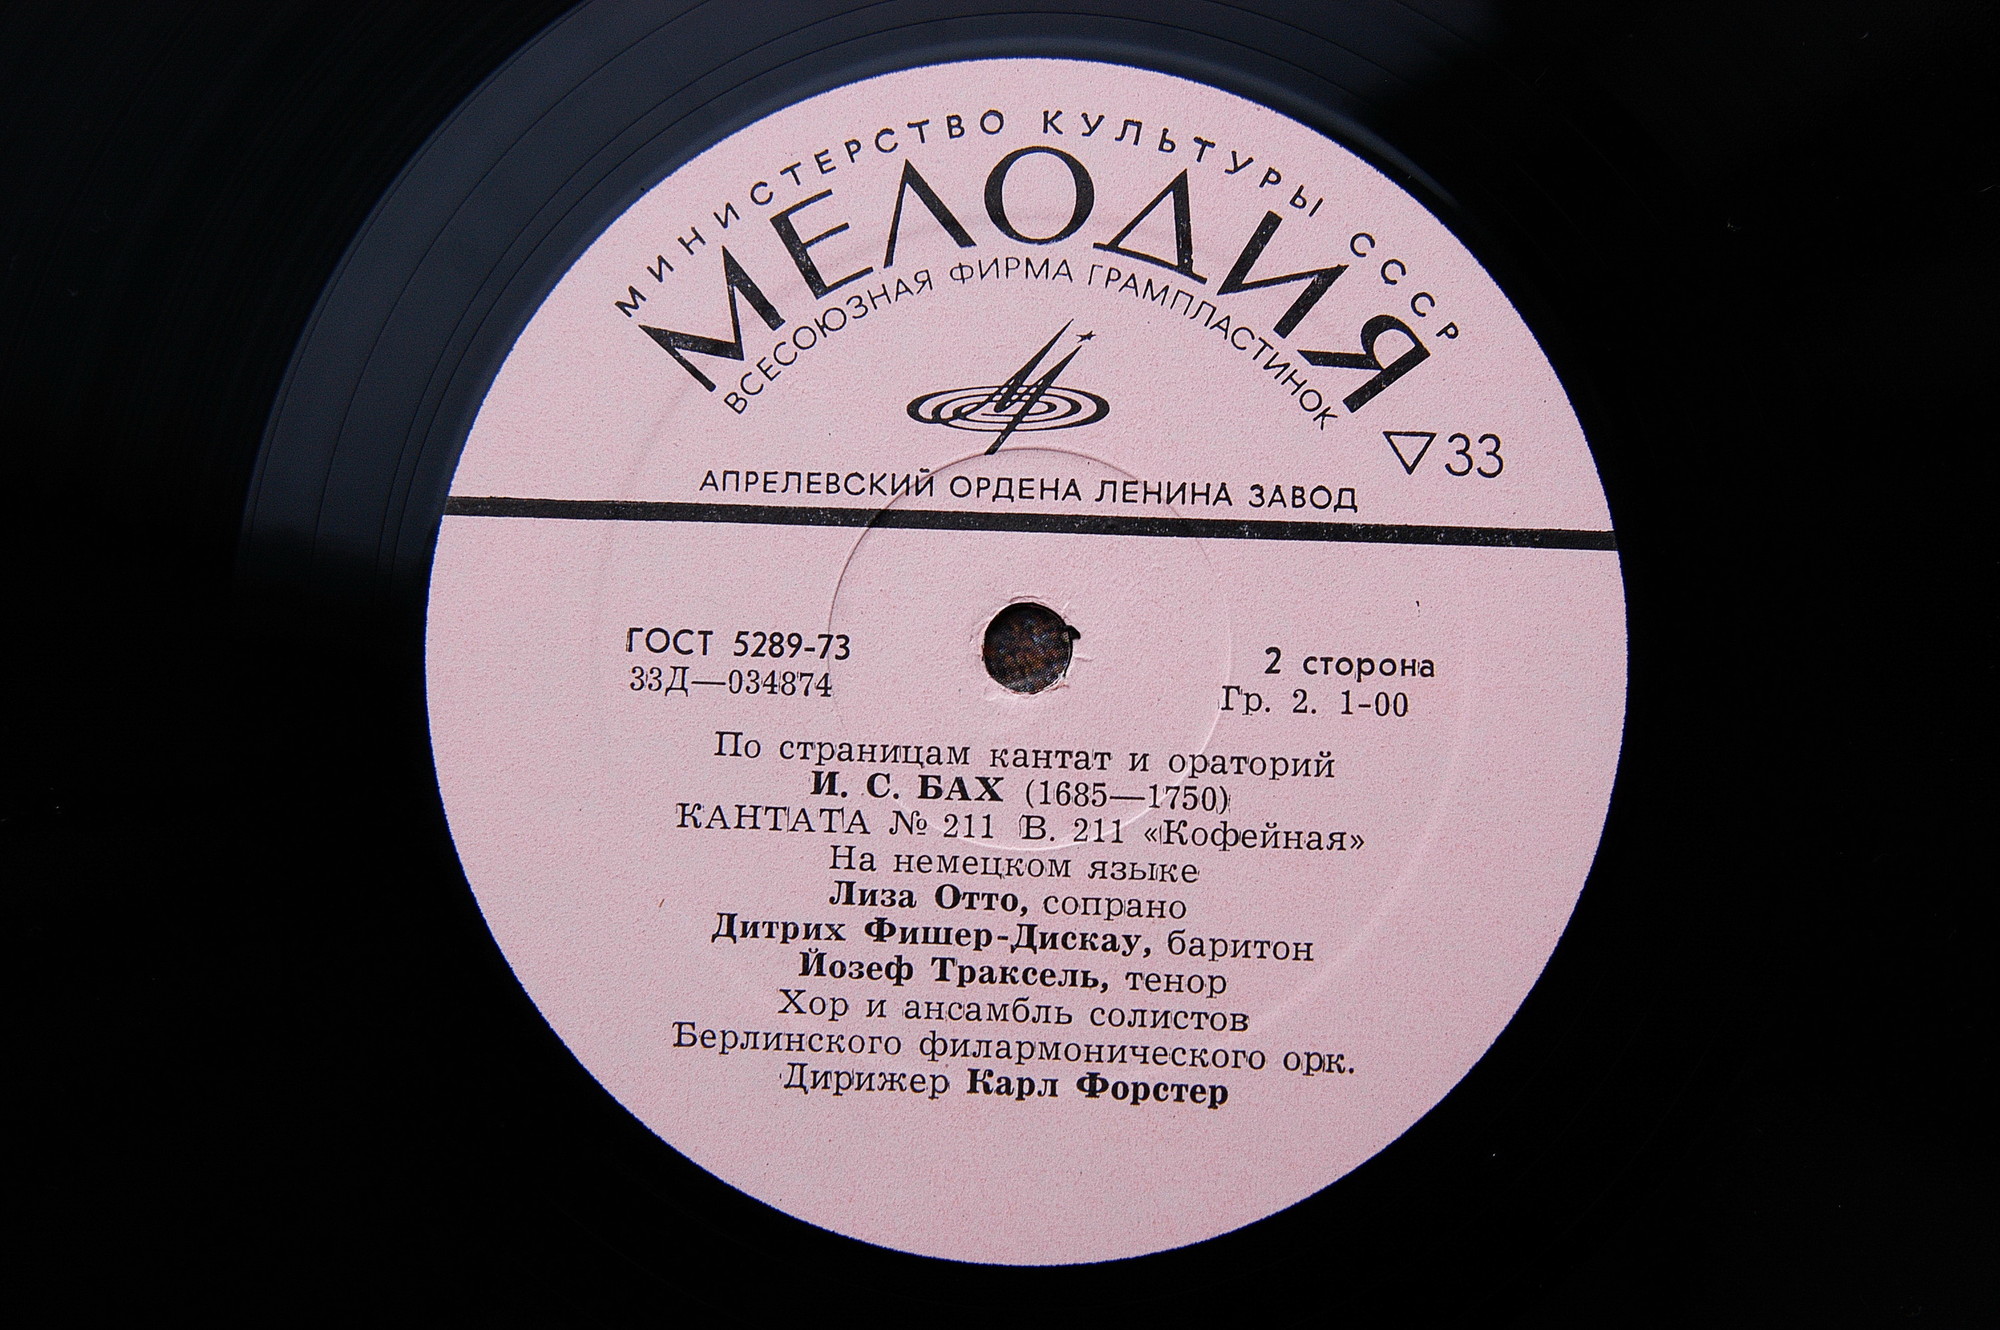 МИНИСТЕРСТВО КУЛЬТУРЫ СССР
МЕЛОДИЯ
ВСЕСОЮЗНАЯ ФИРМА ГРАМПЛАСТИНОК
▽33
АПРЕЛЕВСКИЙ ОРДЕНА ЛЕНИНА ЗАВОД
ГОСТ 5289-73
2 сторона
33Д—034874
Гр. 2. 1-00
По страницам кантат и ораторий
И. С. БАХ (1685—1750)
КАНТАТА № 211 В. 211 «Кофейная»
На немецком языке
Лиза Отто, сопрано
Дитрих Фишер-Дискау, баритон
Йозеф Траксель, тенор
Хор и ансамбль солистов
Берлинского филармонического орк.
Дирижер Карл Форстер